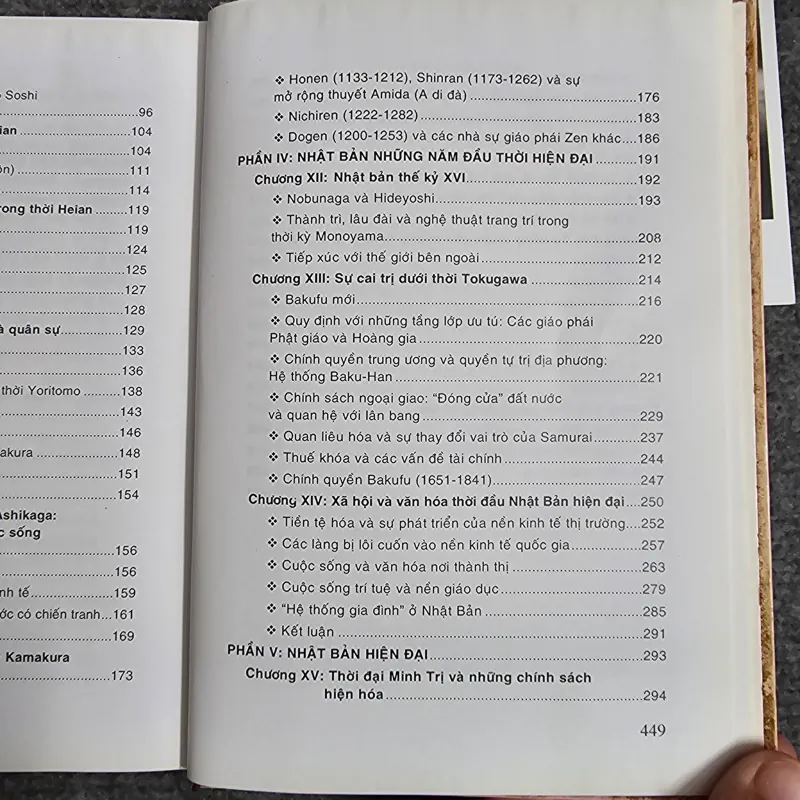 Soshi
........96
ian ........104
........104
ồn) ........111
........114
rong thời Heian ........119
........119
........124
........125
........127
........128
à quân sự ........129
........133
........136
thời Yoritomo ........138
........143
........146
akura ........148
........151
........154
Ashikaga:
c sống
........156
........156
nh tế ........159
ớc có chiến tranh...161
........169
Kamakura
........173
❖ Honen (1133-1212), Shinran (1173-1262) và sự
mở rộng thuyết Amida (A di đà) ........176
❖ Nichiren (1222-1282) ........183
❖ Dogen (1200-1253) và các nhà sự giáo phái Zen khác...186
PHẦN IV: NHẬT BẢN NHỮNG NĂM ĐẦU THỜI HIỆN ĐẠI ........191
Chương XII: Nhật bản thế kỷ XVI ........192
❖ Nobunaga và Hideyoshi ........193
❖ Thành trì, lâu đài và nghệ thuật trang trí trong
thời kỳ Monoyama ........208
❖ Tiếp xúc với thế giới bên ngoài ........212
Chương XIII: Sự cai trị dưới thời Tokugawa ........214
❖ Bakufu mới ........216
❖ Quy định với những tầng lớp ưu tú: Các giáo phái
Phật giáo và Hoàng gia ........220
❖ Chính quyền trung ương và quyền tự trị địa phương:
Hệ thống Baku-Han ........221
❖ Chính sách ngoại giao: “Đóng cửa” đất nước
và quan hệ với lân bang ........229
❖ Quan liêu hóa và sự thay đổi vai trò của Samurai ........237
❖ Thuế khóa và các vấn đề tài chính ........244
❖ Chính quyền Bakufu (1651-1841) ........247
Chương XIV: Xã hội và văn hóa thời đầu Nhật Bản hiện đại ....250
❖ Tiền tệ hóa và sự phát triển của nền kinh tế thị trường...252
❖ Các làng bị lôi cuốn vào nền kinh tế quốc gia ........257
❖ Cuộc sống và văn hóa nơi thành thị ........263
❖ Cuộc sống trí tuệ và nền giáo dục ........279
❖ “Hệ thống gia đình” ở Nhật Bản ........285
❖ Kết luận ........291
PHẦN V: NHẬT BẢN HIỆN ĐẠI ........293
Chương XV: Thời đại Minh Trị và những chính sách
hiện hóa ........294
449